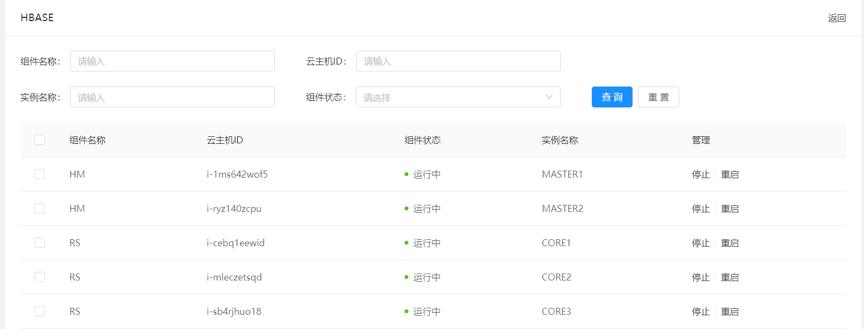 HBASE 返回
组件名称: 请输入 云主机ID: 请输入
实例名称: 请输入 组件状态: 请选择 查询 重置
组件名称 云主机ID 组件状态 实例名称 管理
HM i-1ms642wof5 运行中 MASTER1 停止 重启
HM i-ryz140zcpu 运行中 MASTER2 停止 重启
RS i-cebq1eewid 运行中 CORE1 停止 重启
RS i-mleczetsqd 运行中 CORE2 停止 重启
RS i-sb4rjhuo18 运行中 CORE3 停止 重启